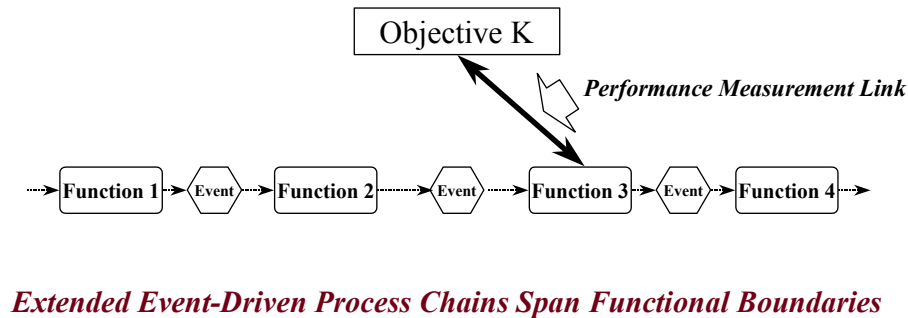 Objective K
Performance Measurement Link
Function 1 Event Function 2 Event Function 3 Event Function 4
Extended Event-Driven Process Chains Span Functional Boundaries